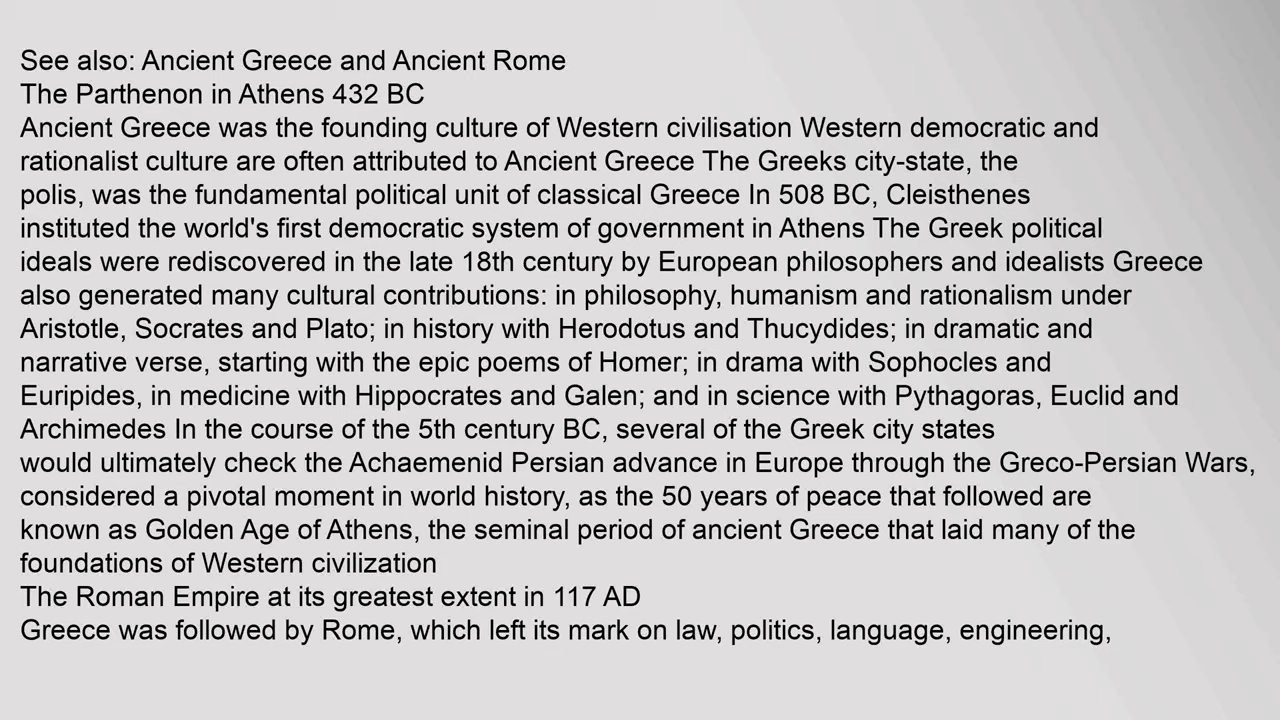 See also: Ancient Greece and Ancient Rome
The Parthenon in Athens 432 BC
Ancient Greece was the founding culture of Western civilisation Western democratic and
rationalist culture are often attributed to Ancient Greece The Greeks city-state, the
polis, was the fundamental political unit of classical Greece In 508 BC, Cleisthenes
instituted the world's first democratic system of government in Athens The Greek political
ideals were rediscovered in the late 18th century by European philosophers and idealists Greece
also generated many cultural contributions: in philosophy, humanism and rationalism under
Aristotle, Socrates and Plato; in history with Herodotus and Thucydides; in dramatic and
narrative verse, starting with the epic poems of Homer; in drama with Sophocles and
Euripides, in medicine with Hippocrates and Galen; and in science with Pythagoras, Euclid and
Archimedes In the course of the 5th century BC, several of the Greek city states
would ultimately check the Achaemenid Persian advance in Europe through the Greco-Persian Wars,
considered a pivotal moment in world history, as the 50 years of peace that followed are
known as Golden Age of Athens, the seminal period of ancient Greece that laid many of the
foundations of Western civilization
The Roman Empire at its greatest extent in 117 AD
Greece was followed by Rome, which left its mark on law, politics, language, engineering,